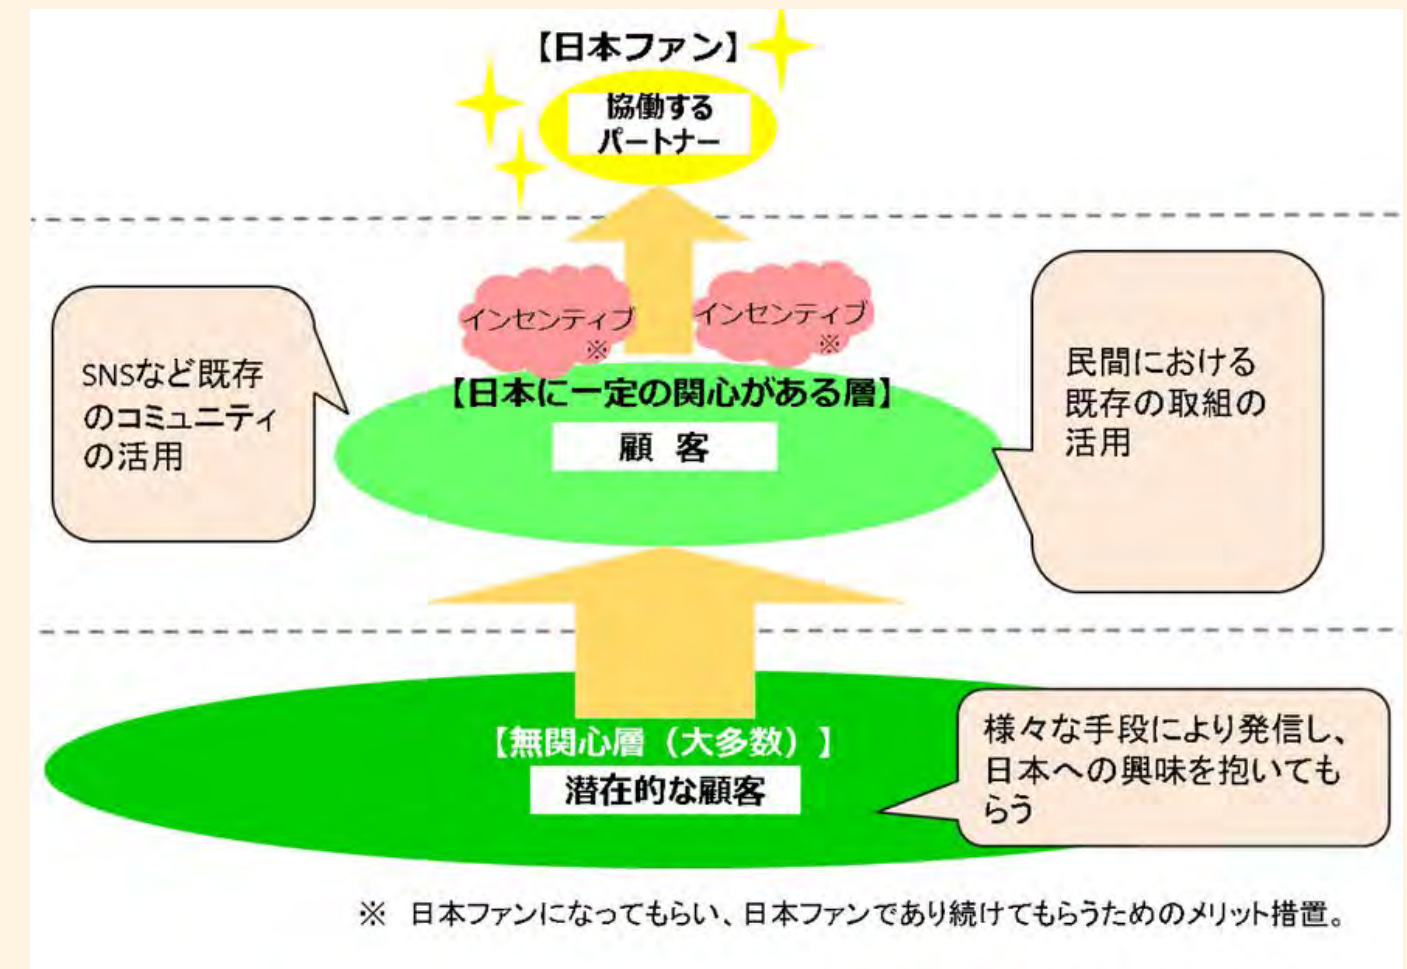 【日本ファン】
協働する
パートナー
インセンティブ
※
インセンティブ
※
SNSなど既存
のコミュニティ
の活用
【日本に一定の関心がある層】
顧 客
民間における
既存の取組の
活用
【無関心層（大多数）】
潜在的な顧客
様々な手段により発信し、
日本への興味を抱いても
らう
※ 日本ファンになってもらい、日本ファンであり続けてもらうためのメリット措置。